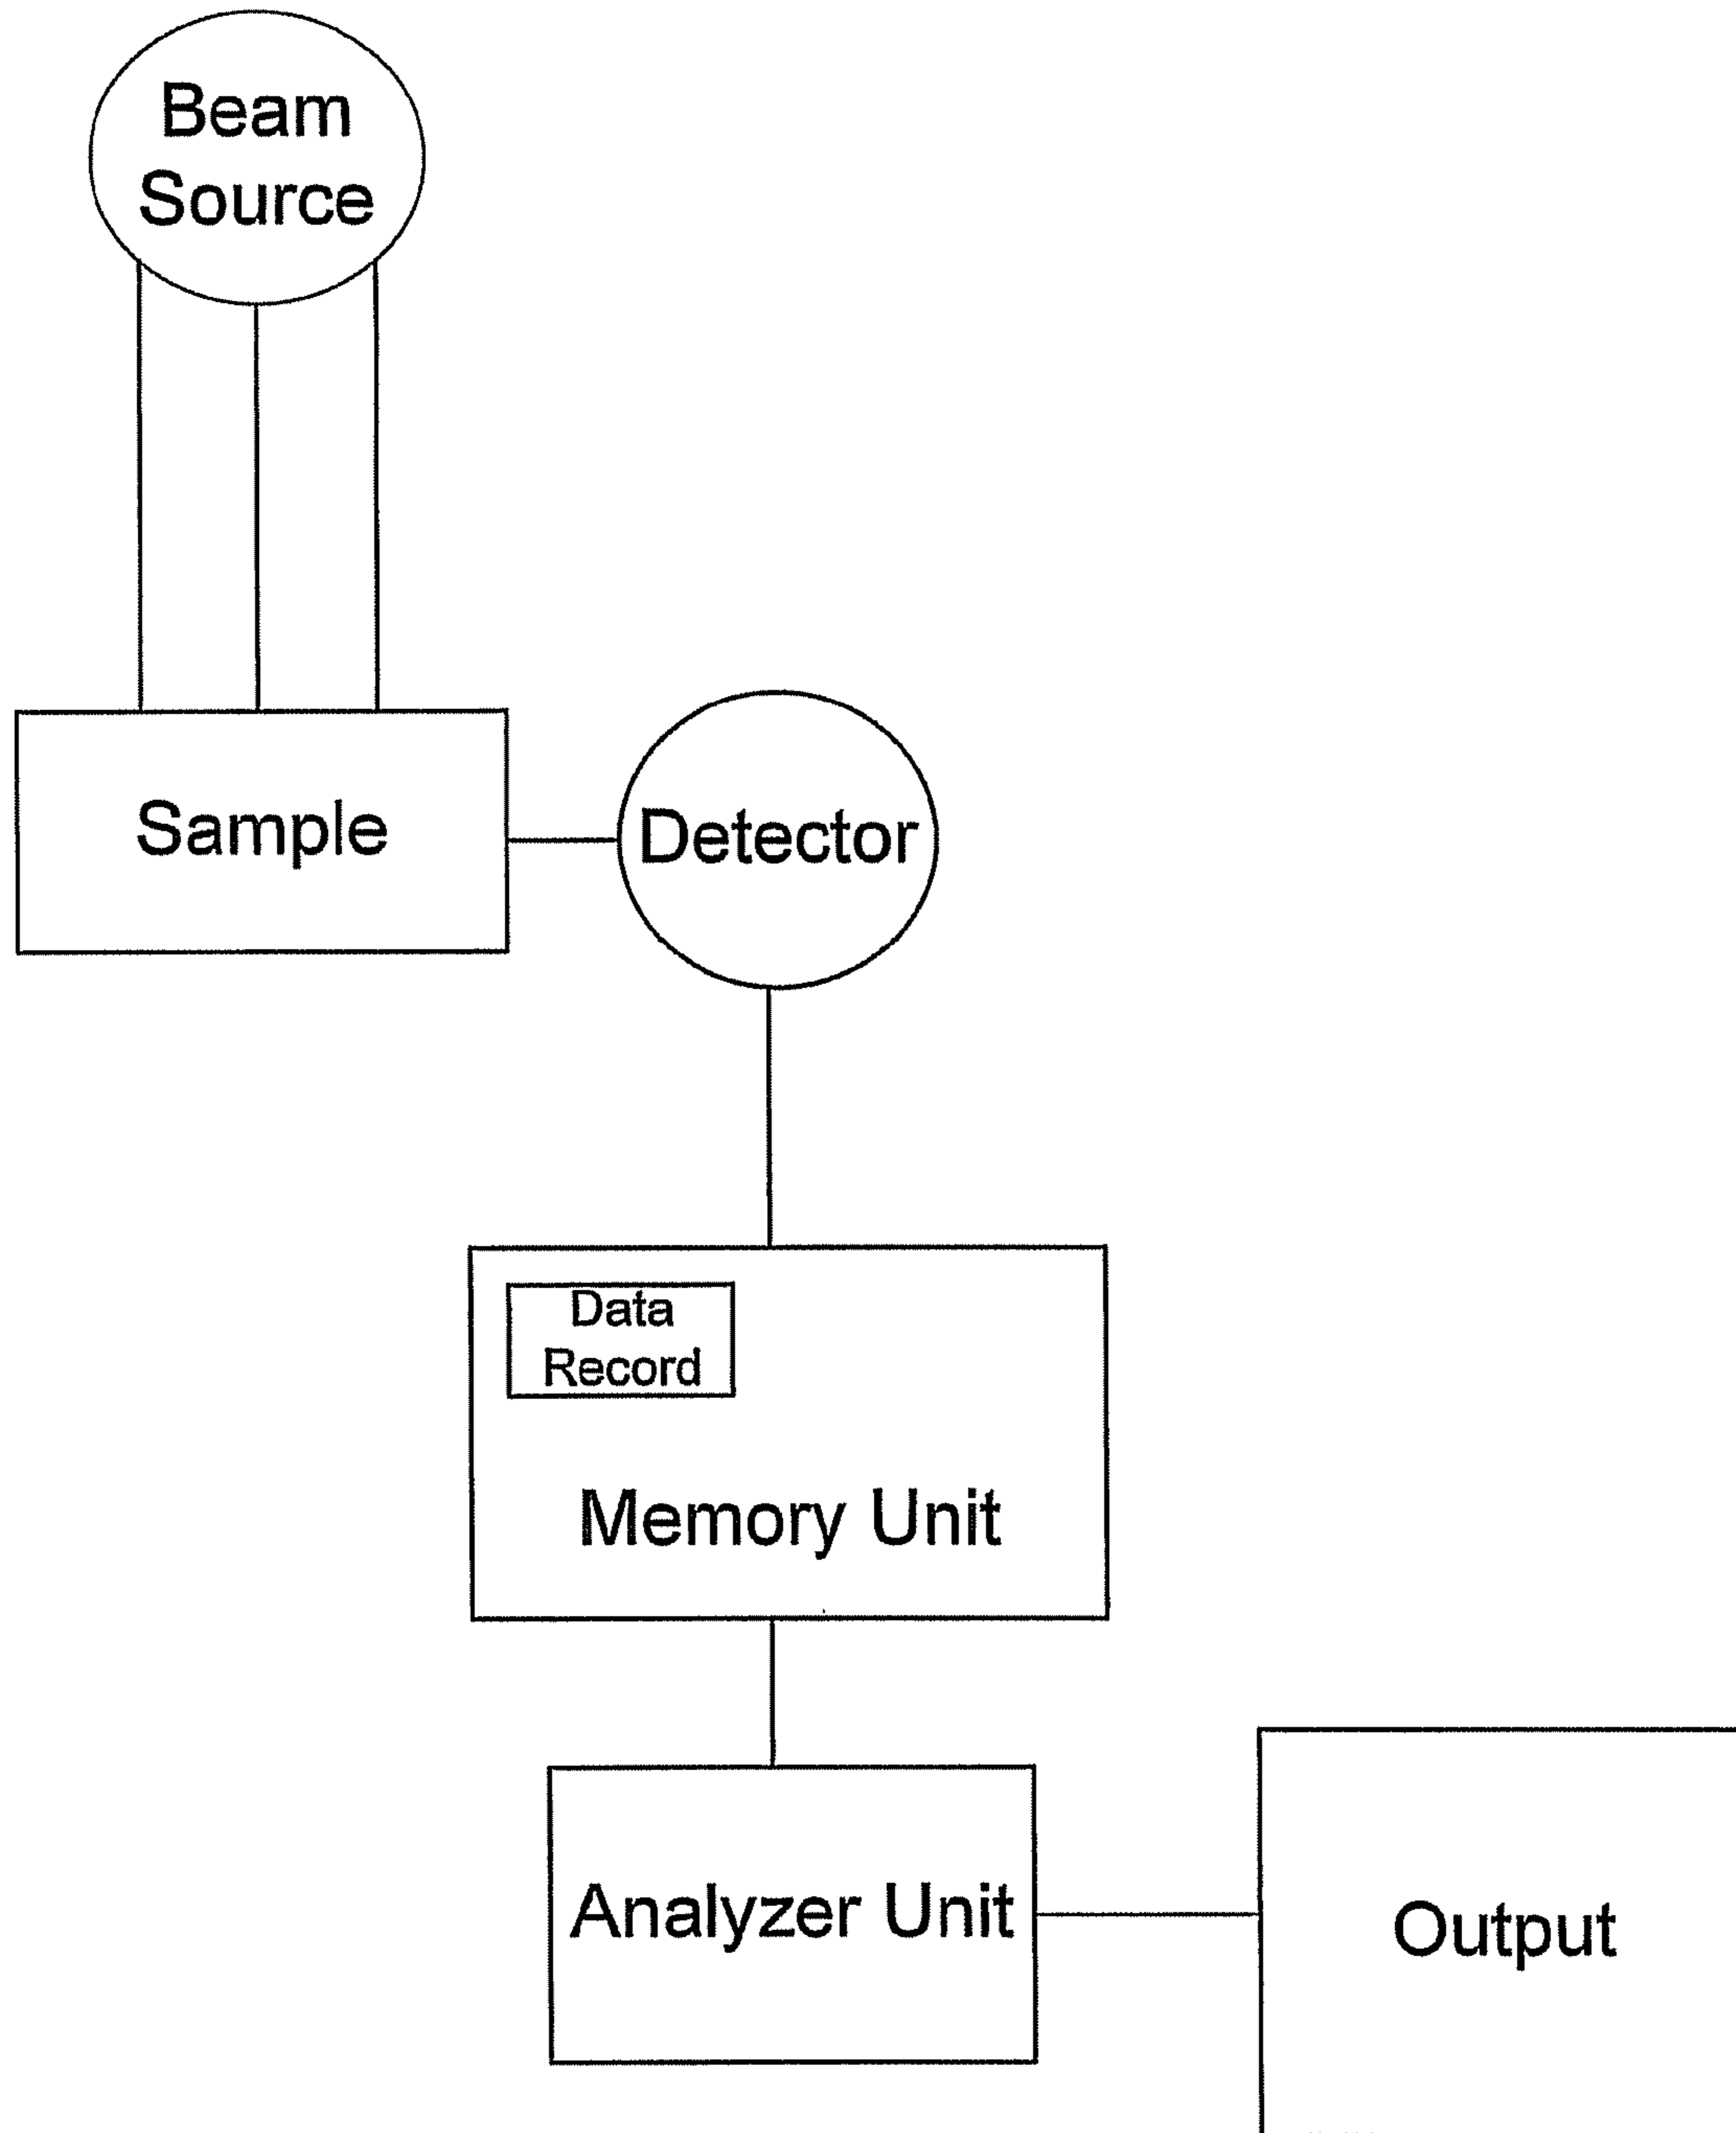 Beam
Source
Sample
Detector
Data
Record
Memory Unit
Analyzer Unit
Output